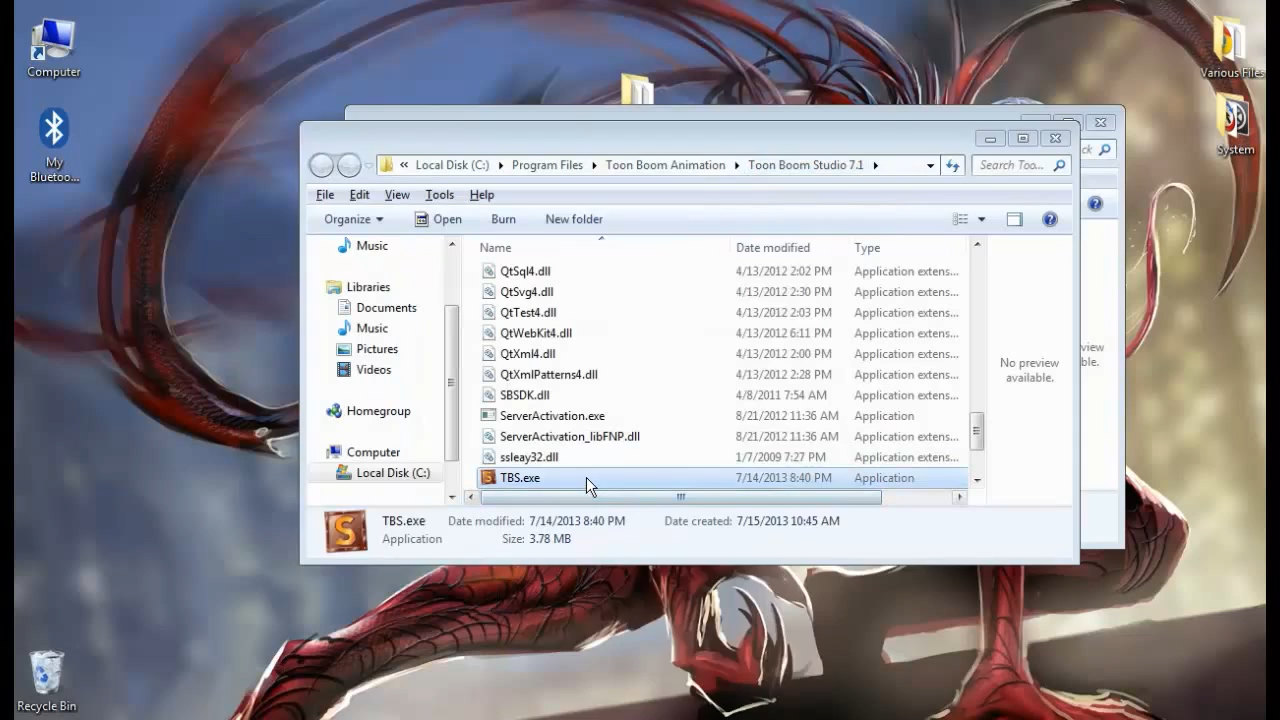 Computer
My
Bluetoo...
Recycle Bin
Various Files
System
« Local Disk (C:) Program Files Toon Boom Animation Toon Boom Studio 7.1
Search Too...
ck
File Edit View Tools Help
Organize Open Burn New folder
Music
Libraries
Documents
Music
Pictures
Videos
Homegroup
Computer
Local Disk (C:)
Name Date modified Type
QtSql4.dll 4/13/2012 2:02 PM Application extens...
QtSvg4.dll 4/13/2012 2:30 PM Application extens...
QtTest4.dll 4/13/2012 2:03 PM Application extens...
QtWebKit4.dll 4/13/2012 6:11 PM Application extens...
QtXml4.dll 4/13/2012 2:00 PM Application extens...
QtXmlPatterns4.dll 4/13/2012 2:28 PM Application extens...
SBSDK.dll 4/8/2011 7:54 AM Application extens...
ServerActivation.exe 8/21/2012 11:36 AM Application
ServerActivation_libFNP.dll 8/21/2012 11:36 AM Application extens...
ssleay32.dll 1/7/2009 7:27 PM Application extens...
TBS.exe 7/14/2013 8:40 PM Application
No preview
available.
view
ble.
S
TBS.exe Date modified: 7/14/2013 8:40 PM Date created: 7/15/2013 10:45 AM
Application Size: 3.78 MB